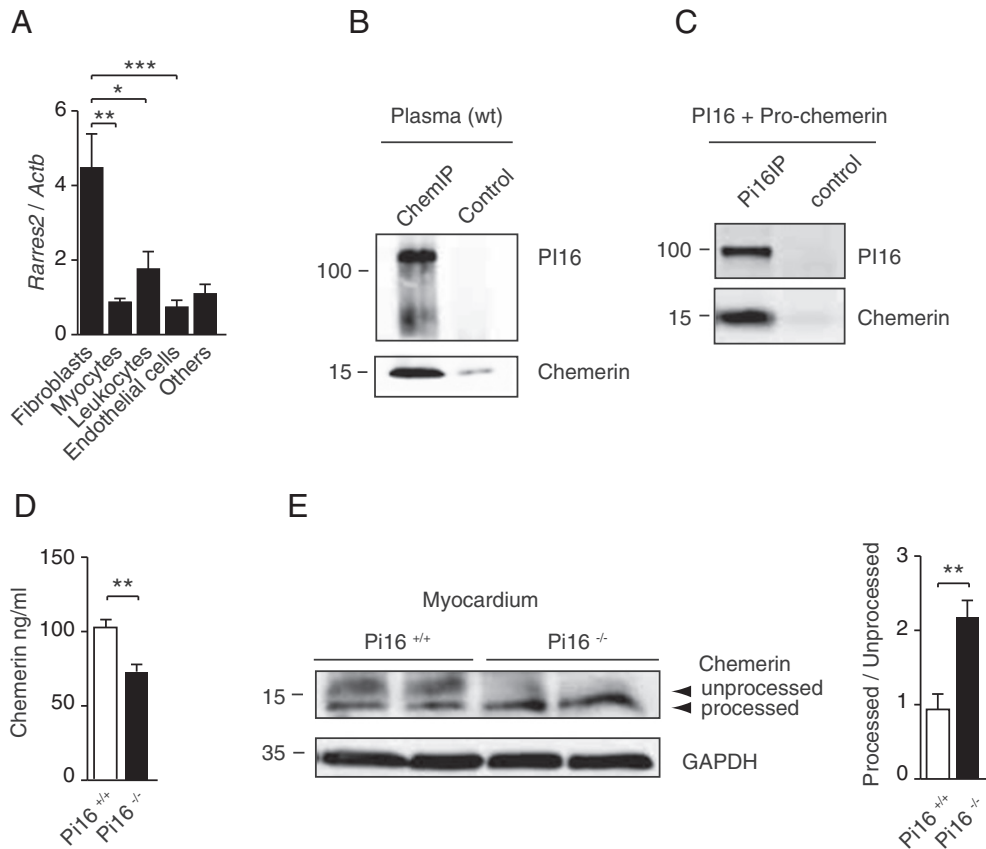 A
***
*
**
6
4
2
0
Rarres2 / Actb
Fibroblasts
Myocytes
Leukocytes
Endothelial cells
Others
B
Plasma (wt)
ChemIP
Control
100
PI16
15
Chemerin
C
PI16 + Pro-chemerin
Pi16IP
control
100
PI16
15
Chemerin
D
150
100
50
0
Chemerin ng/ml
**
Pi16 +/+
Pi16 -/-
E
Myocardium
Pi16 +/+
Pi16 -/-
Chemerin
unprocessed
processed
15
35
GAPDH
3
2
1
0
Processed / Unprocessed
**
Pi16 +/+
Pi16 -/-